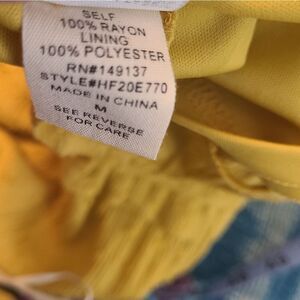 SELF
100% RAYON
LINING
100% POLYESTER
RN#149137
STYLE#HF20E770
MADE IN CHINA
M
SEE REVERSE
FOR CARE